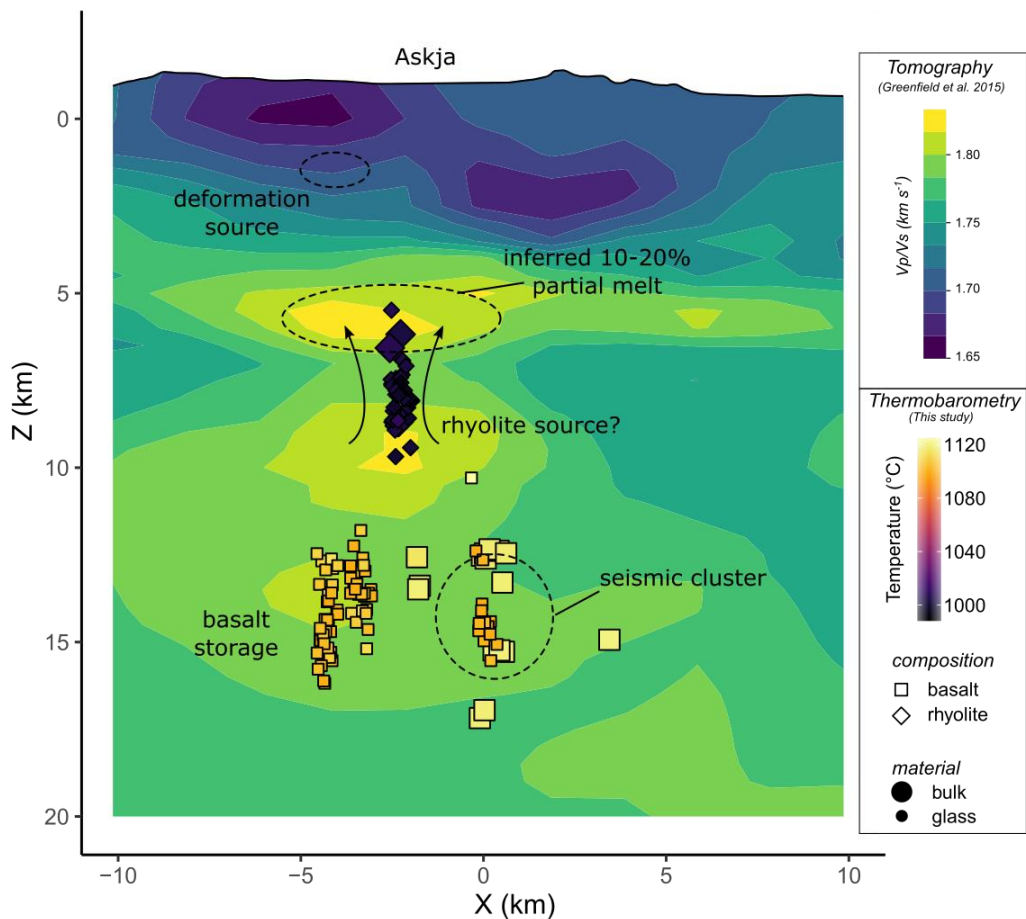 Askja
deformation
source
inferred 10-20%
partial melt
rhyolite source?
seismic cluster
basalt
storage
Z (km)
0
5
10
15
20
−10
−5
0
5
10
X (km)
Tomography
(Greenfield et al. 2015)
Vp/Vs (km s⁻¹)
1.80
1.75
1.70
1.65
Thermobarometry
(This study)
Temperature (°C)
1120
1080
1040
1000
composition
basalt
rhyolite
material
bulk
glass